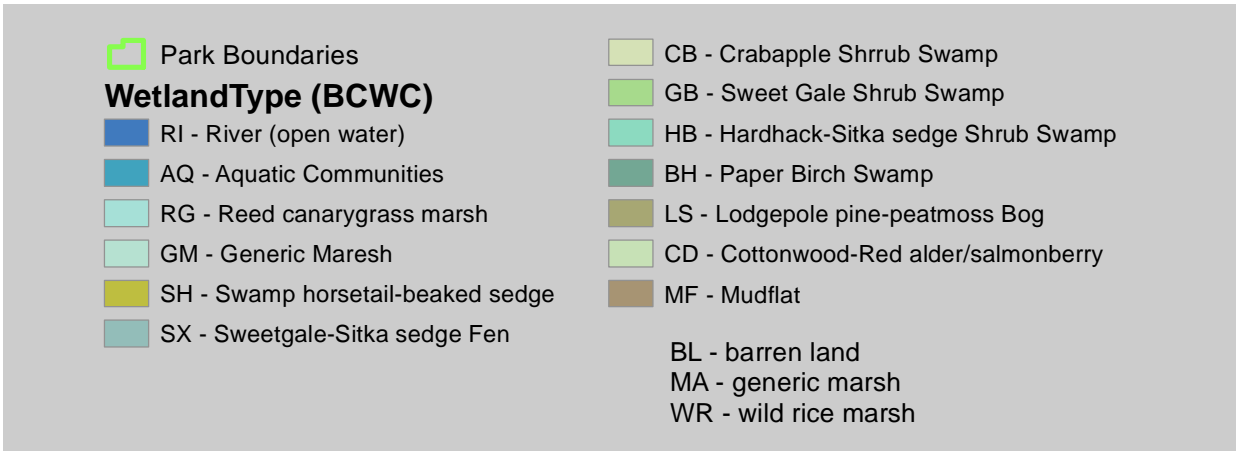 Park Boundaries
WetlandType (BCWC)
RI - River (open water)
AQ - Aquatic Communities
RG - Reed canarygrass marsh
GM - Generic Maresh
SH - Swamp horsetail-beaked sedge
SX - Sweetgale-Sitka sedge Fen
CB - Crabapple Shrrub Swamp
GB - Sweet Gale Shrub Swamp
HB - Hardhack-Sitka sedge Shrub Swamp
BH - Paper Birch Swamp
LS - Lodgepole pine-peatmoss Bog
CD - Cottonwood-Red alder/salmonberry
MF - Mudflat
BL - barren land
MA - generic marsh
WR - wild rice marsh